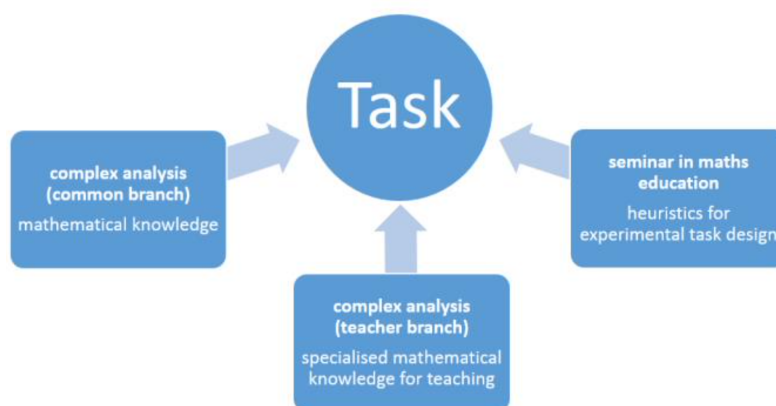 Task
complex analysis
(common branch)
mathematical knowledge
complex analysis
(teacher branch)
specialised mathematical
knowledge for teaching
seminar in maths
education
heuristics for
experimental task design